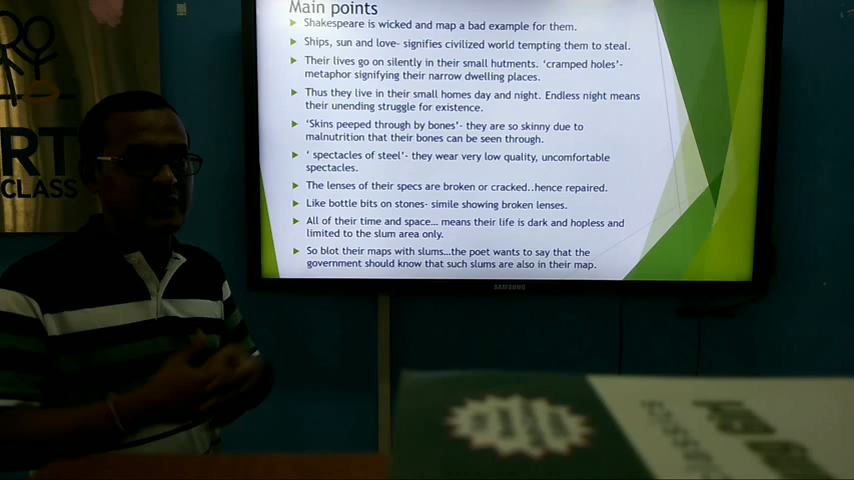 RT
CLASS
Main points
Shakespeare is wicked and map a bad example for them.
Ships, sun and love- signifies civilized world tempting them to steal.
Their lives go on silently in their small hutments. 'cramped holes'-
metaphor signifying their narrow dwelling places.
Thus they live in their small homes day and night. Endless night means
their unending struggle for existence.
'Skins peeped through by bones'- they are so skinny due to
malnutrition that their bones can be seen through.
' spectacles of steel'- they wear very low quality, uncomfortable
spectacles.
The lenses of their specs are broken or cracked..hence repaired.
Like bottle bits on stones- simile showing broken lenses.
All of their time and space... means their life is dark and hopless and
limited to the slum area only.
So blot their maps with slums...the poet wants to say that the
government should know that such slums are also in their map.
SAMSUNG